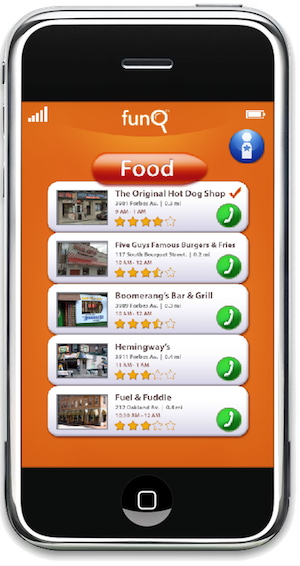 funQ
Food
The Original Hot Dog Shop
3901 Forbes Av. | 0.3 mi
9 AM - 1 AM
Five Guys Famous Burgers & Fries
117 South Bouquet Street. | 0.2 mi
10 AM - 12 AM
Boomerang's Bar & Grill
3909 Forbes Av. | 0.3 mi
10 AM - 12 AM
Hemingway's
3911 Forbes Av. | 0.4 mi
11 AM - 1 AM
Fuel & Fuddle
212 Oakland Av. | 0.4 mi
10:30 AM - 12 AM